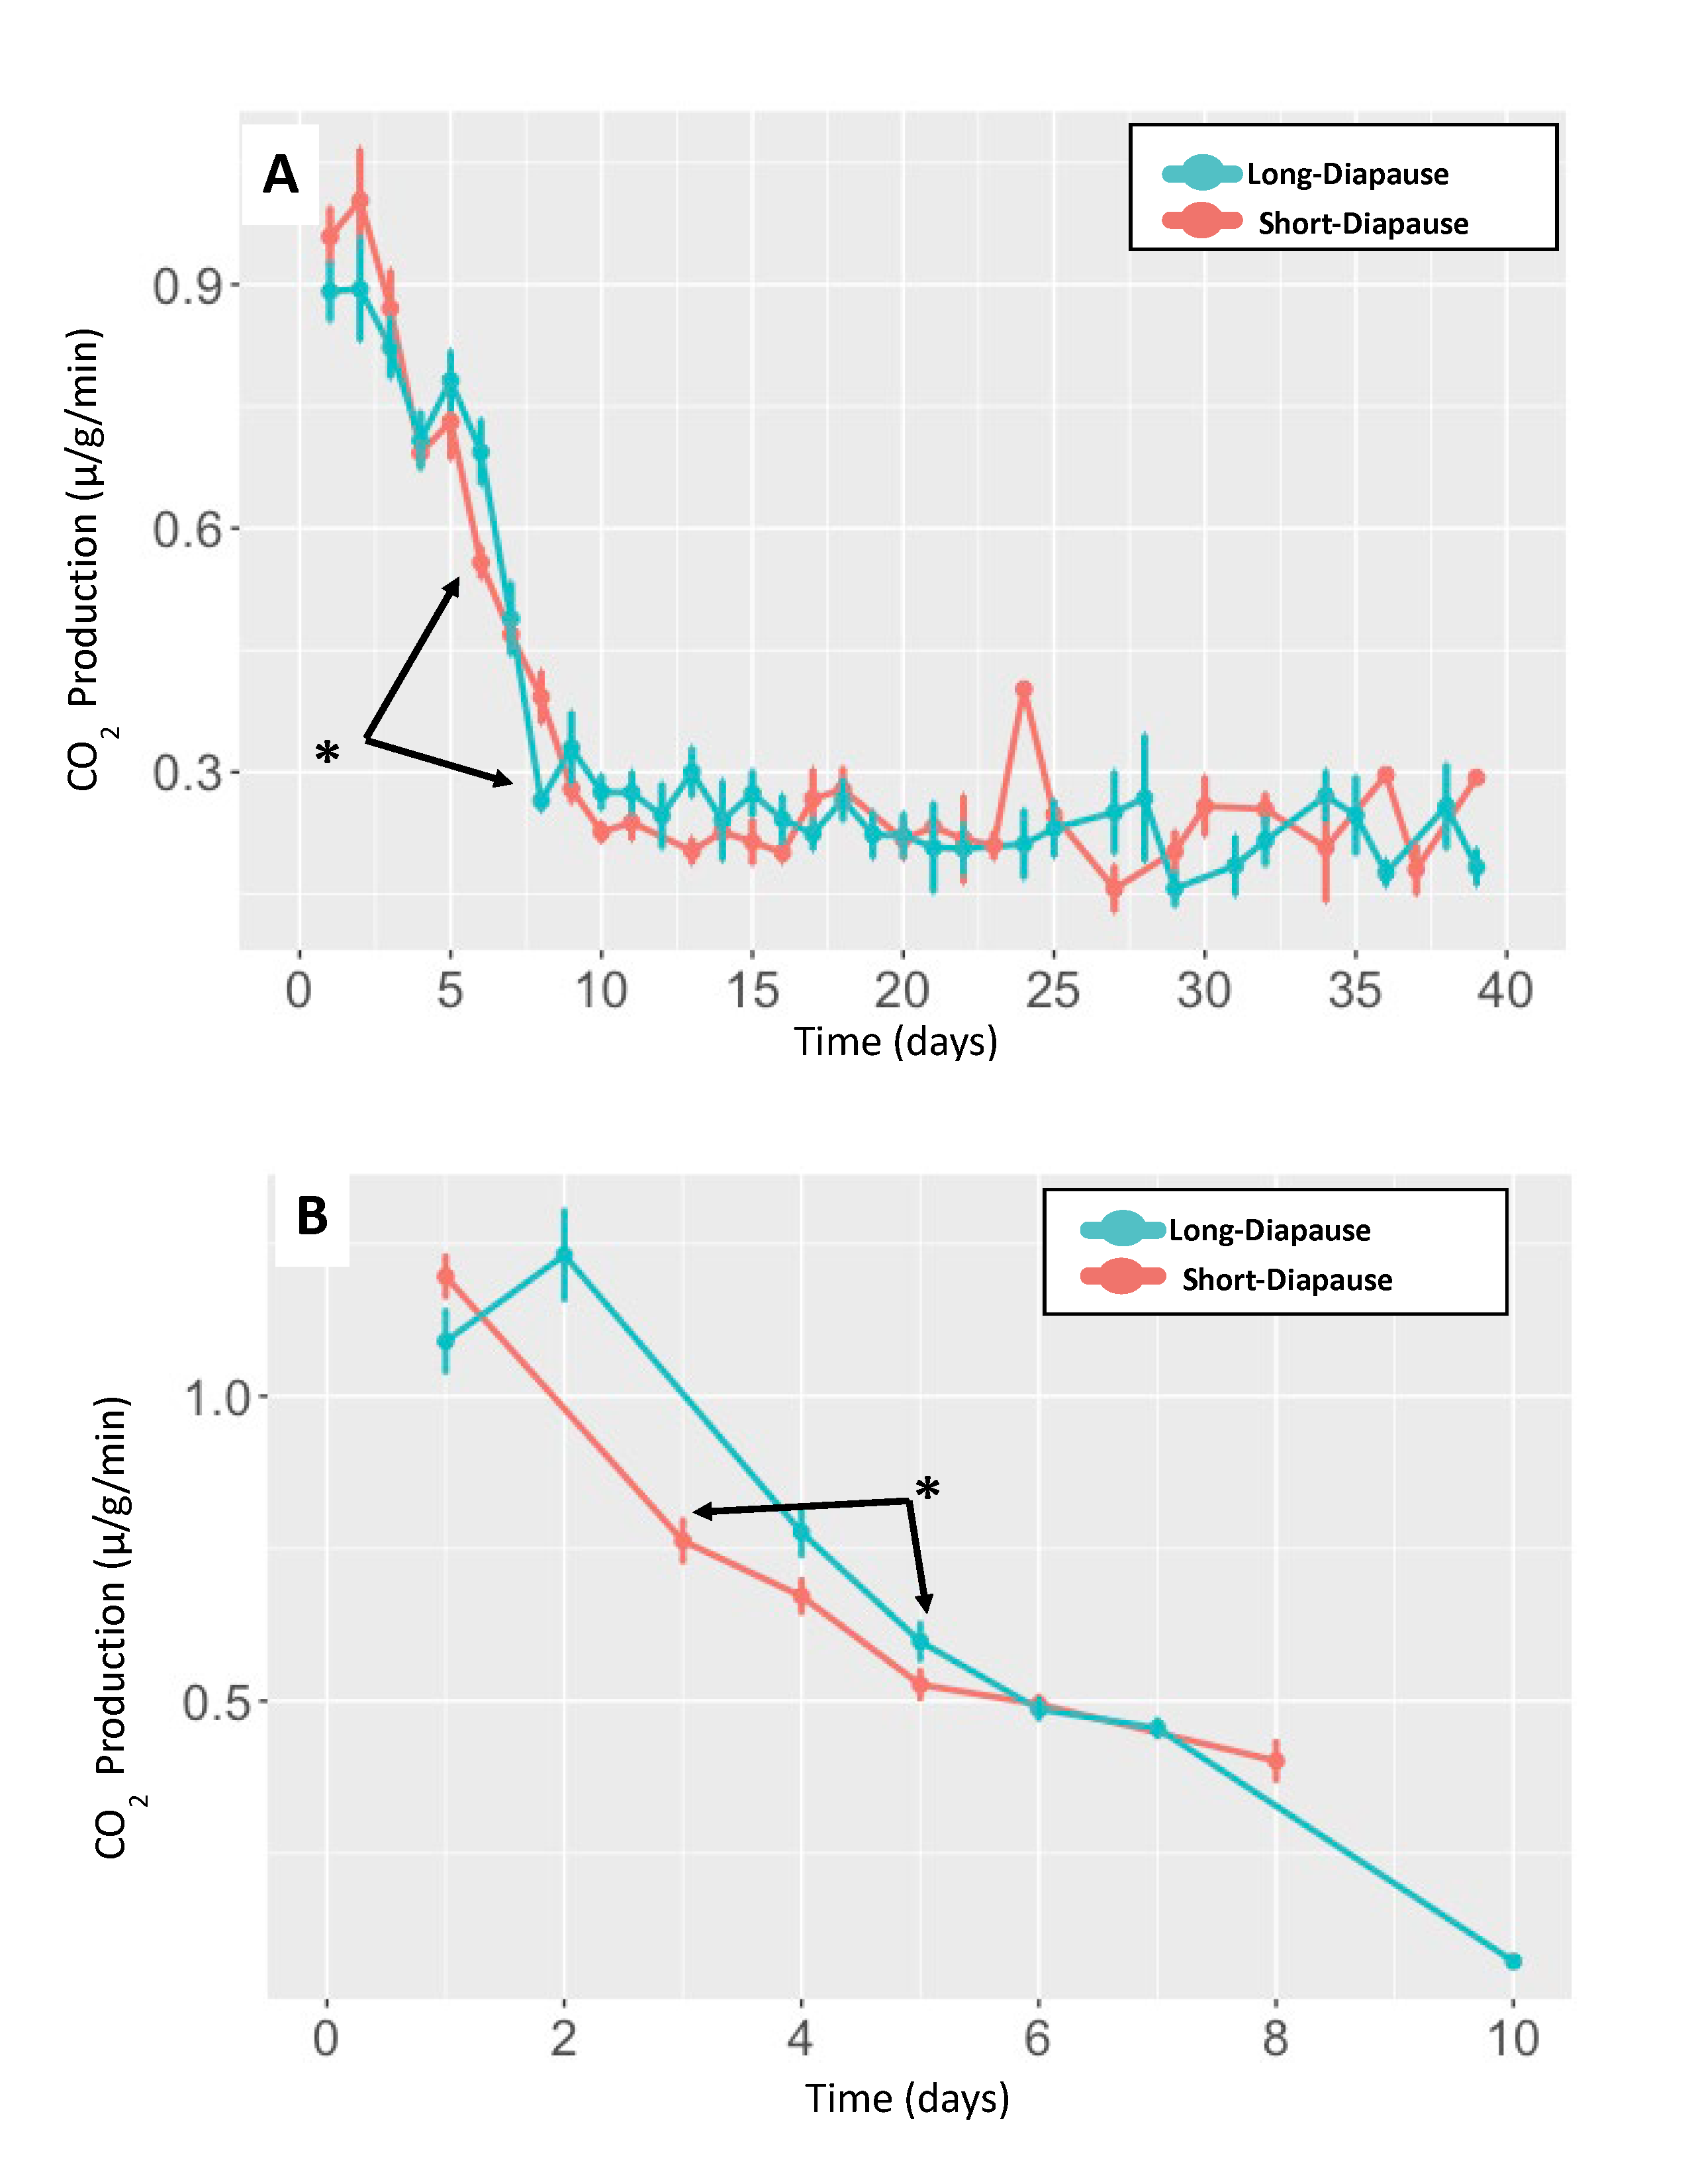 A
Long-Diapause
Short-Diapause
0.9
0.6
0.3
CO2 Production (µ/g/min)
*
0 5 10 15 20 25 30 35 40
Time (days)
B
Long-Diapause
Short-Diapause
1.0
0.5
CO2 Production (µ/g/min)
*
0 2 4 6 8 10
Time (days)